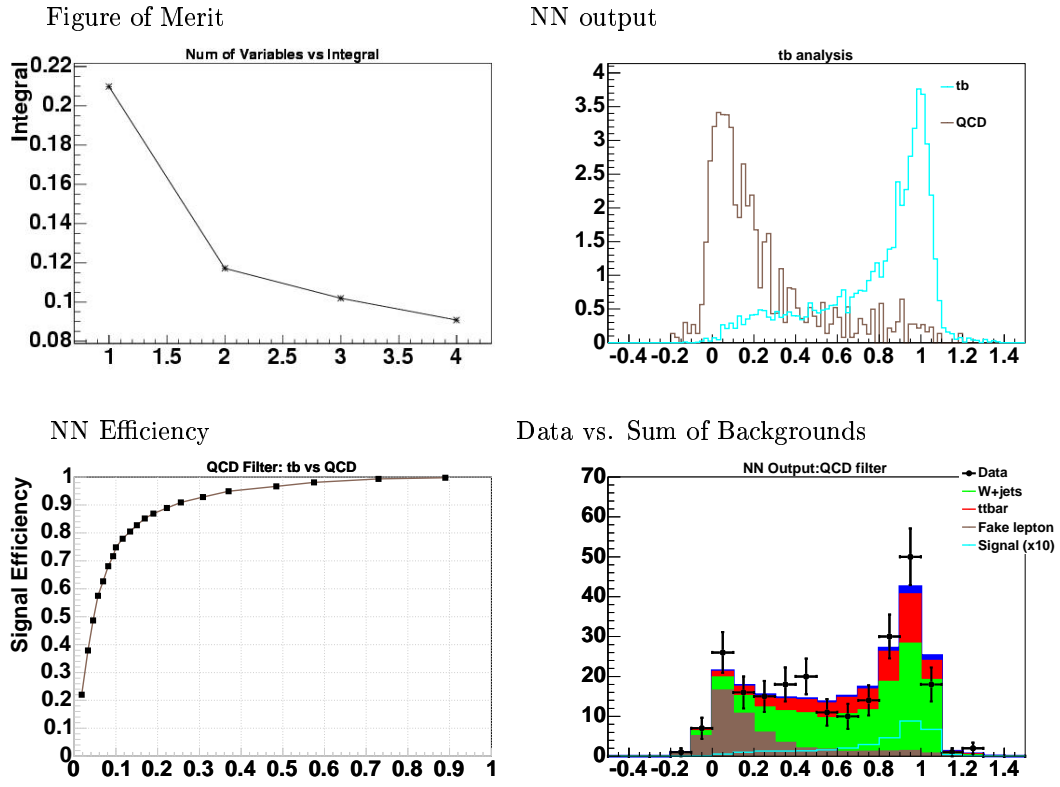 Figure of Merit
Num of Variables vs Integral
Integral
0.22
0.2
0.18
0.16
0.14
0.12
0.1
0.08
1 1.5 2 2.5 3 3.5 4
NN output
tb analysis
tb
QCD
4
3.5
3
2.5
2
1.5
1
0.5
0
-0.4 -0.2 0 0.2 0.4 0.6 0.8 1 1.2 1.4
NN Efficiency
QCD Filter: tb vs QCD
Signal Efficiency
1
0.9
0.8
0.7
0.6
0.5
0.4
0.3
0.2
0.1
0
0 0.1 0.2 0.3 0.4 0.5 0.6 0.7 0.8 0.9 1
Data vs. Sum of Backgrounds
NN Output:QCD filter
Data
W+jets
ttbar
Fake lepton
Signal (x10)
70
60
50
40
30
20
10
0
-0.4 -0.2 0 0.2 0.4 0.6 0.8 1 1.2 1.4